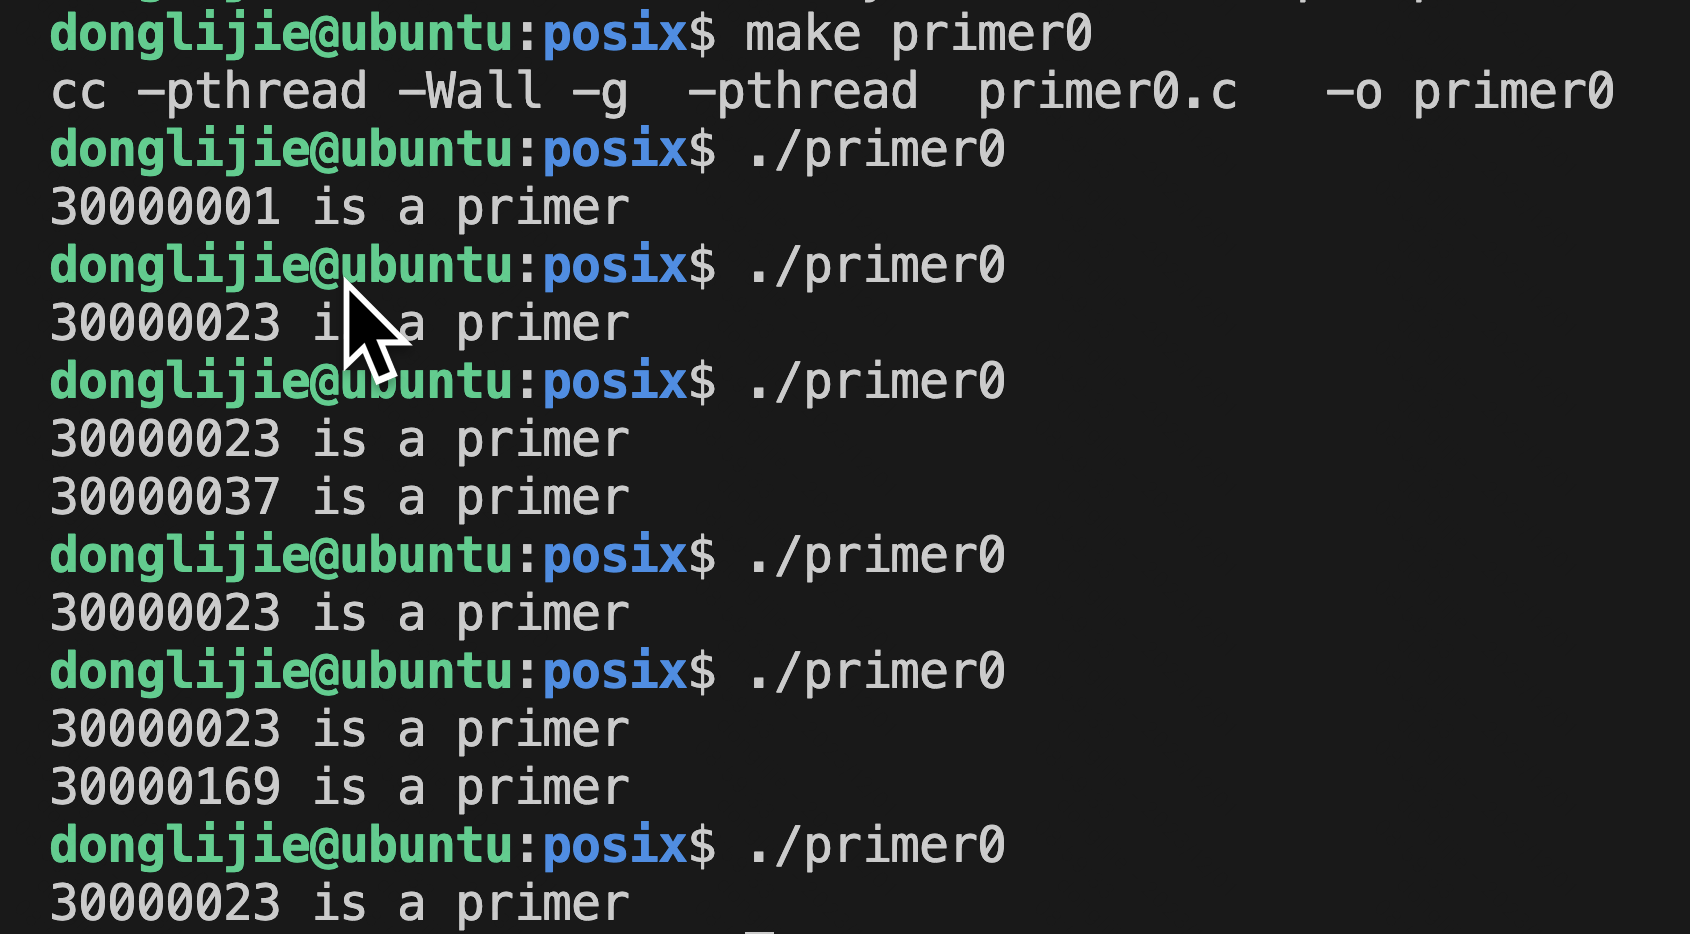 donglijie@ubuntu:posix$ make primer0
cc -pthread -Wall -g  -pthread  primer0.c   -o primer0
donglijie@ubuntu:posix$ ./primer0
30000001 is a primer
donglijie@ubuntu:posix$ ./primer0
30000023 is a primer
donglijie@ubuntu:posix$ ./primer0
30000023 is a primer
30000037 is a primer
donglijie@ubuntu:posix$ ./primer0
30000023 is a primer
donglijie@ubuntu:posix$ ./primer0
30000023 is a primer
30000169 is a primer
donglijie@ubuntu:posix$ ./primer0
30000023 is a primer